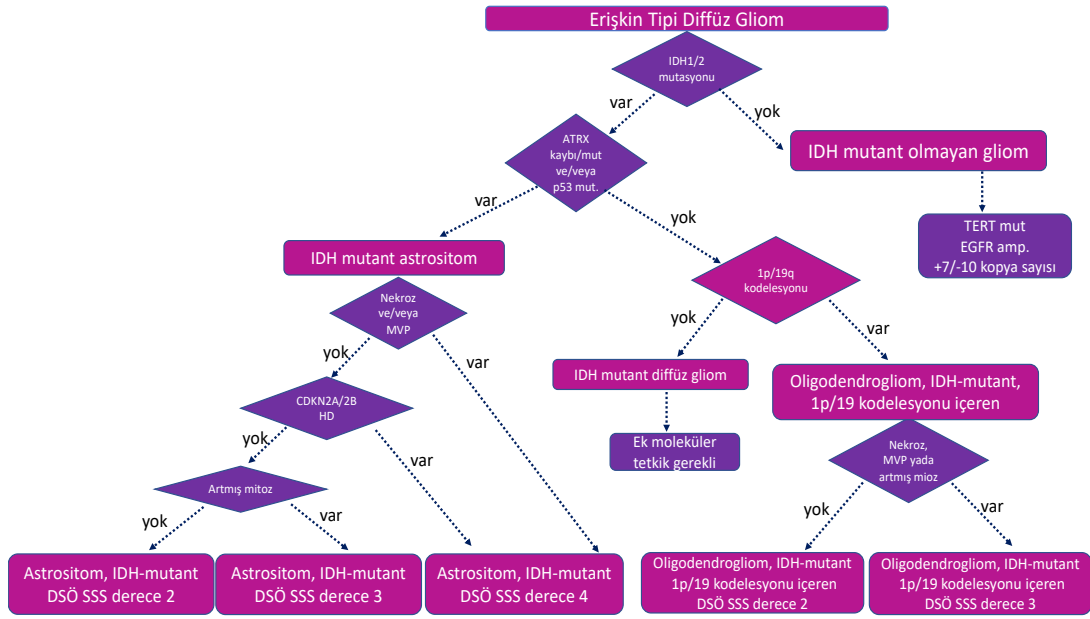 Erişkin Tipi Diffüz Gliom
IDH1/2
mutasyonu
var
yok
ATRX
kaybı/mut
ve/veya
p53 mut.
IDH mutant olmayan gliom
var
yok
TERT mut
EGFR amp.
+7/-10 kopya sayısı
IDH mutant astrositom
1p/19q
kodelesyonu
Nekroz
ve/veya
MVP
yok
var
yok
var
IDH mutant diffüz gliom
Oligodendrogliom, IDH-mutant,
1p/19 kodelesyonu içeren
CDKN2A/2B
HD
yok
var
Ek moleküler
tetkik gerekli
Nekroz,
MVP yada
artmış mioz
Artmış mitoz
yok
var
yok
var
Astrositom, IDH-mutant
DSÖ SSS derece 2
Astrositom, IDH-mutant
DSÖ SSS derece 3
Astrositom, IDH-mutant
DSÖ SSS derece 4
Oligodendrogliom, IDH-mutant
1p/19 kodelesyonu içeren
DSÖ SSS derece 2
Oligodendrogliom, IDH-mutant
1p/19 kodelesyonu içeren
DSÖ SSS derece 3